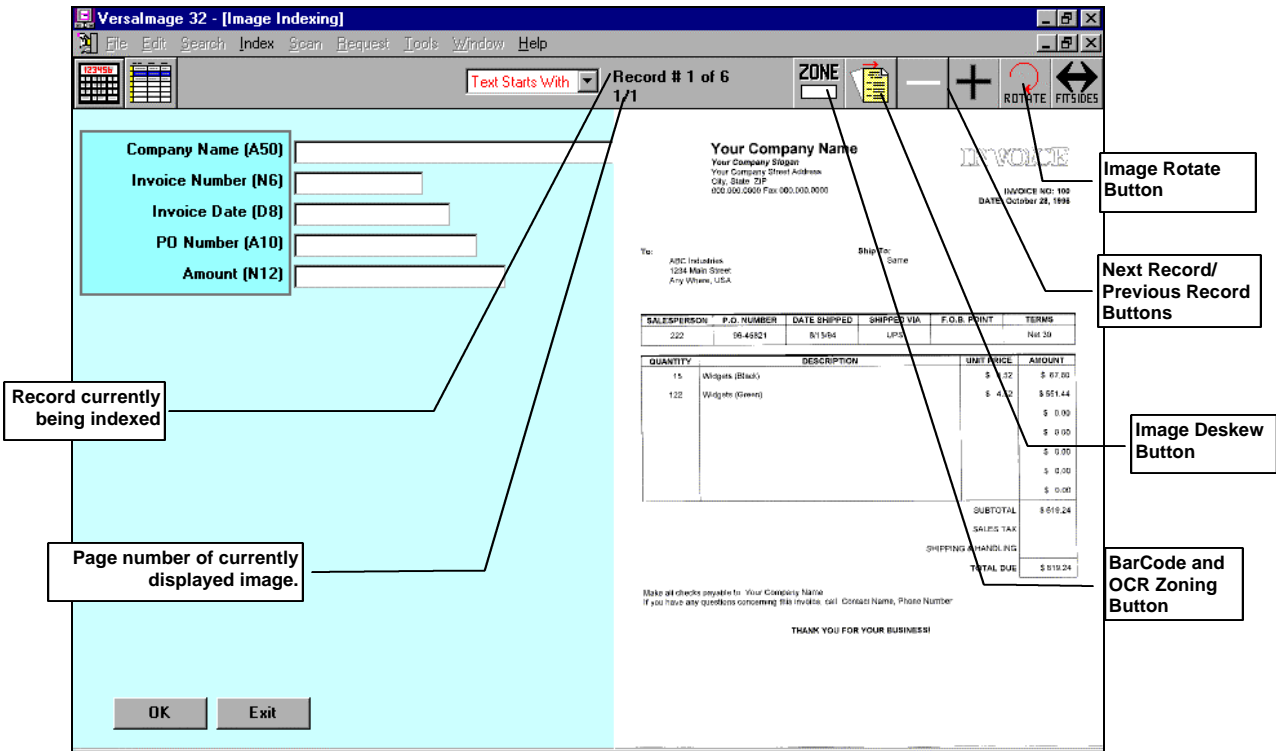 VersaImage 32 - [Image Indexing]
File Edit Search Index Scan Request Tools Window Help
123456
Text Starts With
Record # 1 of 6
1/1
ZONE
ROTATE
FITSIDES
Company Name (A50)
Invoice Number (N6)
Invoice Date (D8)
PO Number (A10)
Amount (N12)
OK
Exit
Your Company Name
Your Company Slogan
Your Company Street Address
City, State ZIP
000.000.0000 Fax 000.000.0000
INVOICE
INVOICE NO: 100
DATE: October 28, 1996
To:
ABC Industries
1234 Main Street
Any Where, USA
Ship To:
Same
SALESPERSON P.O. NUMBER DATE SHIPPED SHIPPED VIA F.O.B. POINT TERMS
222 96-45821 UPS Net 30
QUANTITY DESCRIPTION UNIT PRICE AMOUNT
15 Widgets (Black) $ $
122 Widgets (Green) $ $ 551.44
$ 0.00
$ 0.00
$ 0.00
$ 0.00
$ 0.00
SUBTOTAL $ 619.24
SALES TAX
SHIPPING & HANDLING
TOTAL DUE $ 619.24
Make all checks payable to: Your Company Name
If you have any questions concerning this invoice, call: Contact Name, Phone Number
THANK YOU FOR YOUR BUSINESS!
Image Rotate
Button
Next Record/
Previous Record
Buttons
Record currently
being indexed
Image Deskew
Button
Page number of currently
displayed image.
BarCode and
OCR Zoning
Button